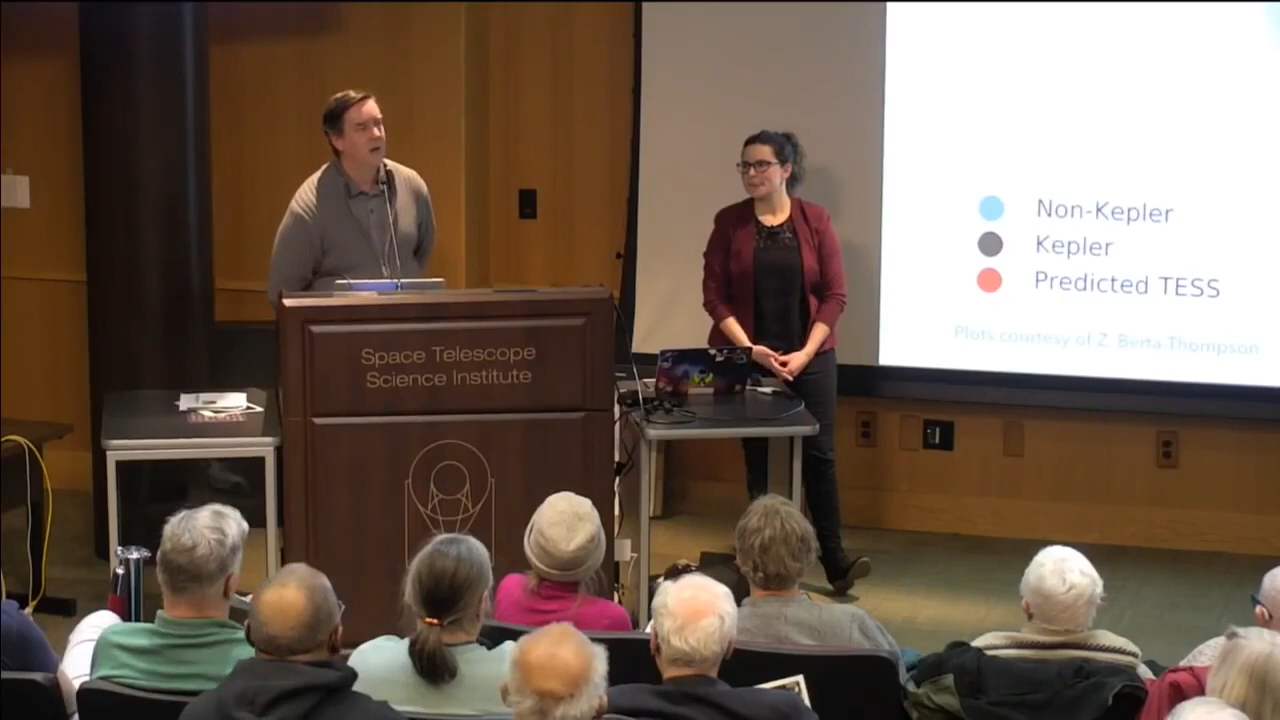 Space Telescope
Science Institute
Non-Kepler
Kepler
Predicted TESS
Plots courtesy of Z. Berta Thompson